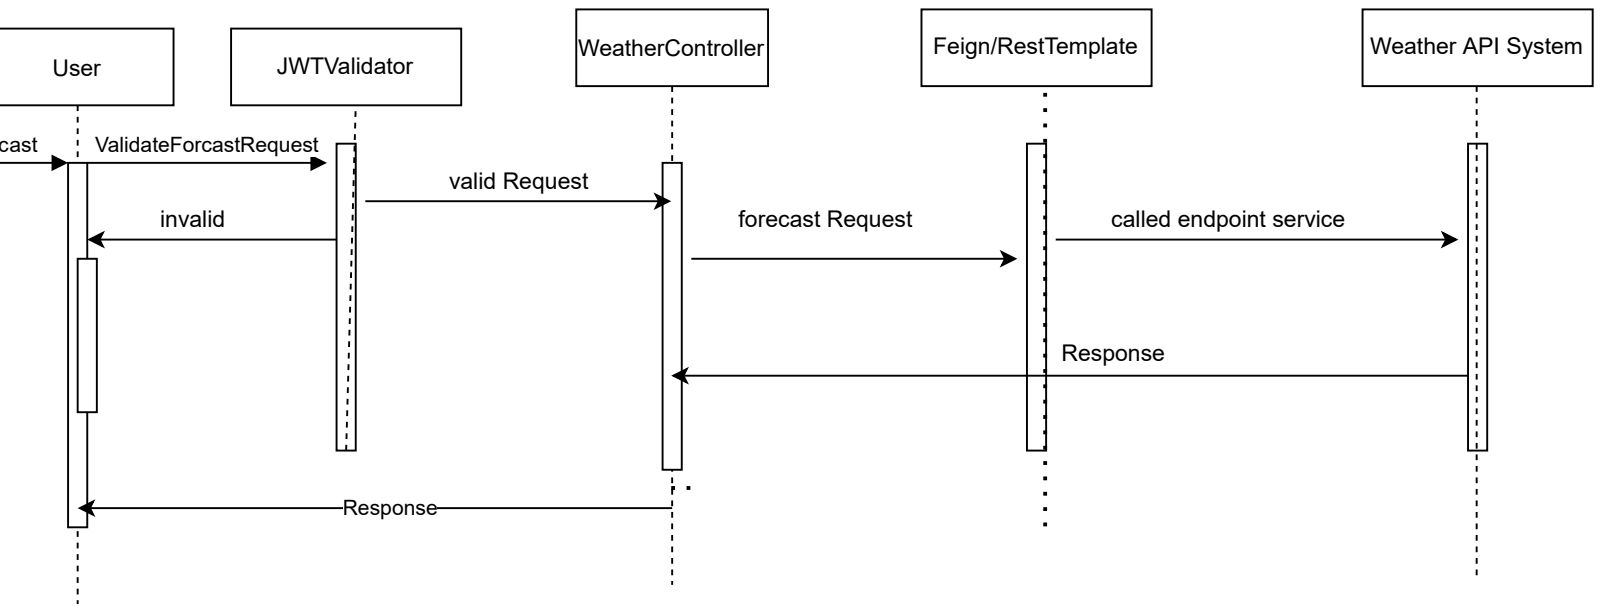 User
JWTValidator
WeatherController
Feign/RestTemplate
Weather API System
cast
ValidateForcastRequest
valid Request
invalid
forecast Request
called endpoint service
Response
Response